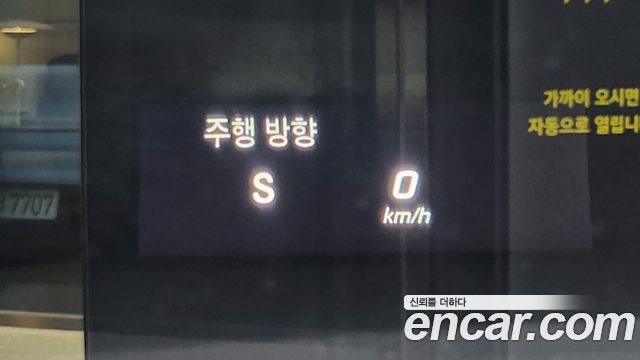 가까이 오시면
자동으로 열립니
주행 방향
S
0
km/h
7707
신뢰를 더하다
encar.com